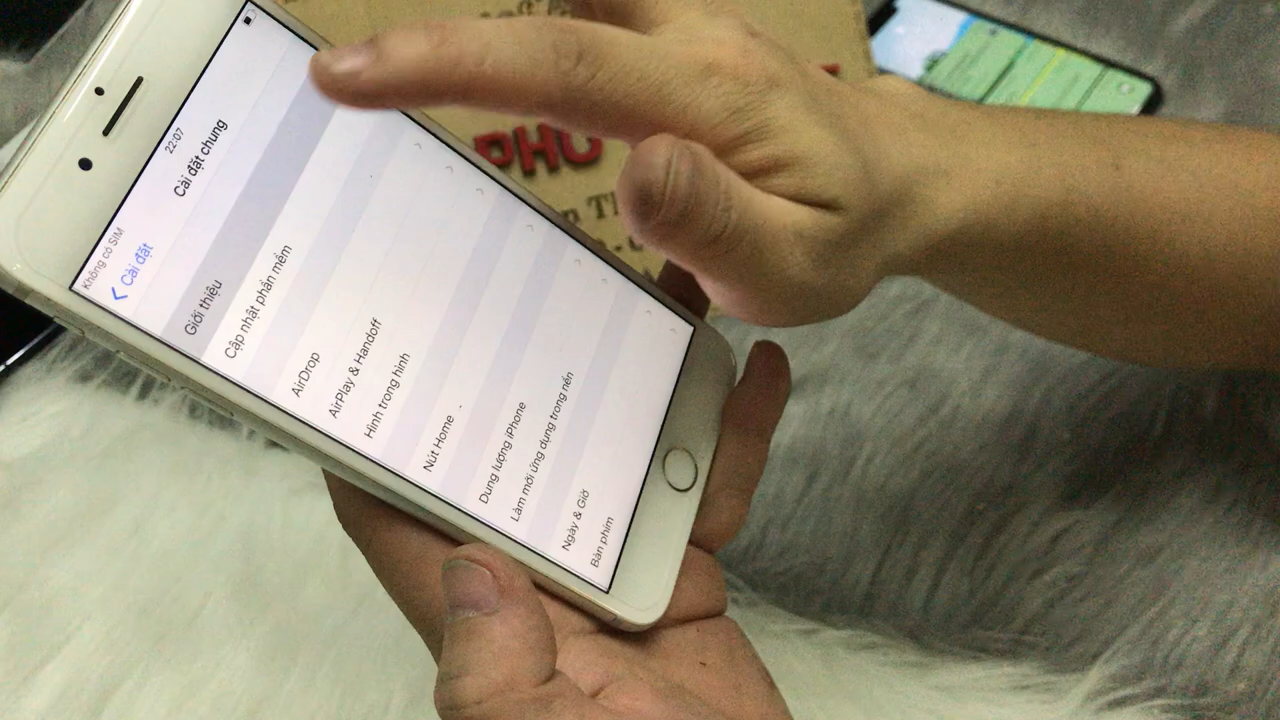 Không có SIM
22:07
Cài đặt
Cài đặt chung
Giới thiệu
Cập nhật phần mềm
AirDrop
AirPlay & Handoff
Hình trong hình
Nút Home
Dung lượng iPhone
Làm mới ứng dụng trong nền
Ngày & Giờ
Bàn phím